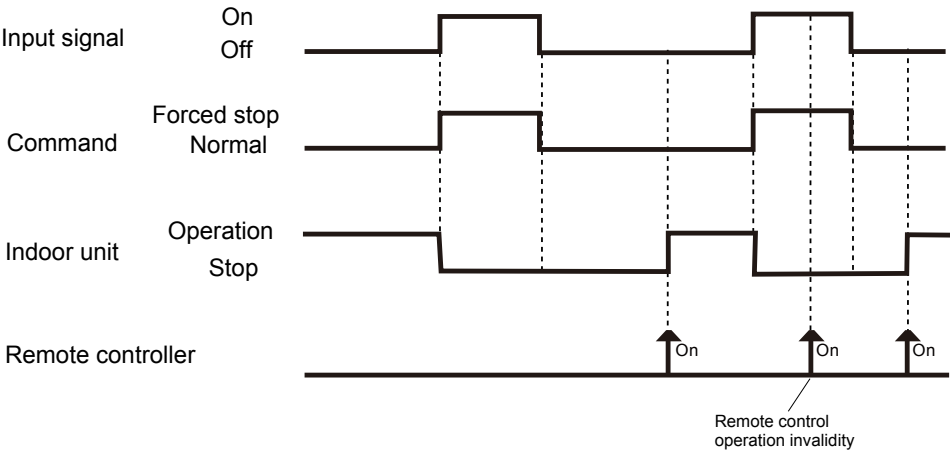 On
Input signal
Off
Forced stop
Command
Normal
Operation
Indoor unit
Stop
Remote controller
On
On
On
Remote control
operation invalidity